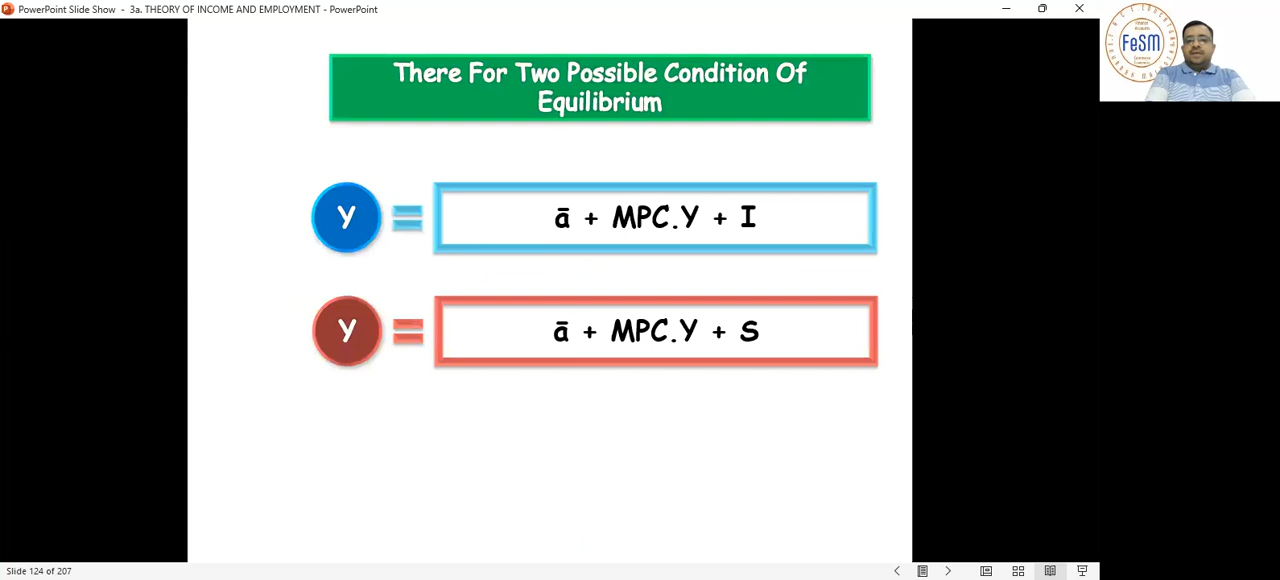 PowerPoint Slide Show - 3a. THEORY OF INCOME AND EMPLOYMENT - PowerPoint
FeSM
There For Two Possible Condition Of
Equilibrium
Y = ā + MPC.Y + I
Y = ā + MPC.Y + S
Slide 124 of 207